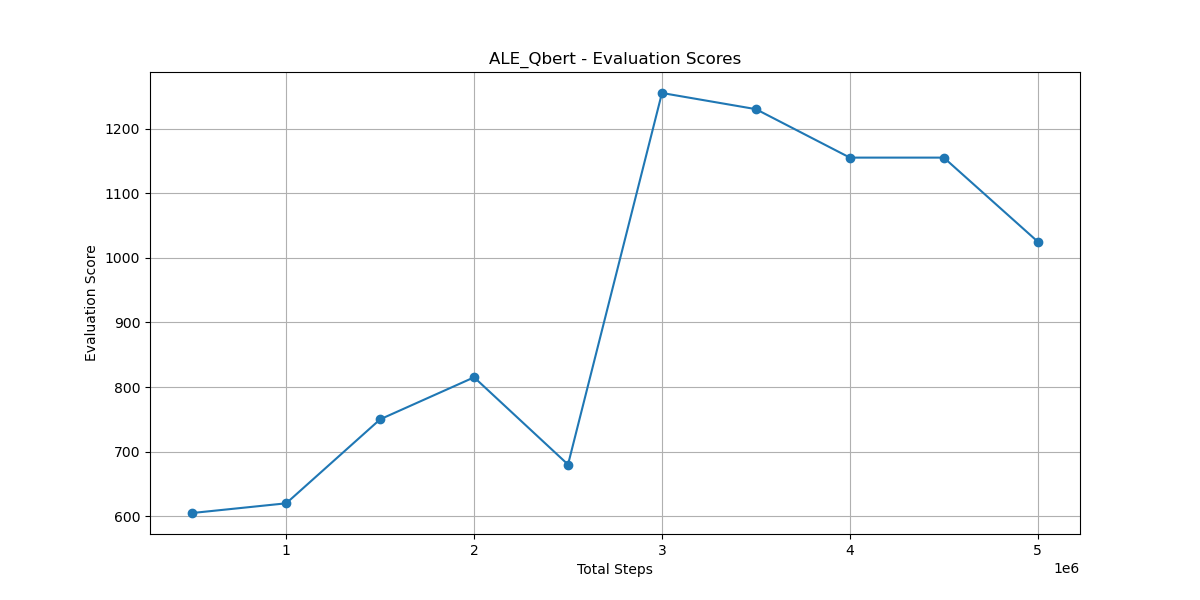 ALE_Qbert - Evaluation Scores
Evaluation Score
1200
1100
1000
900
800
700
600
1 2 3 4 5
Total Steps
1e6